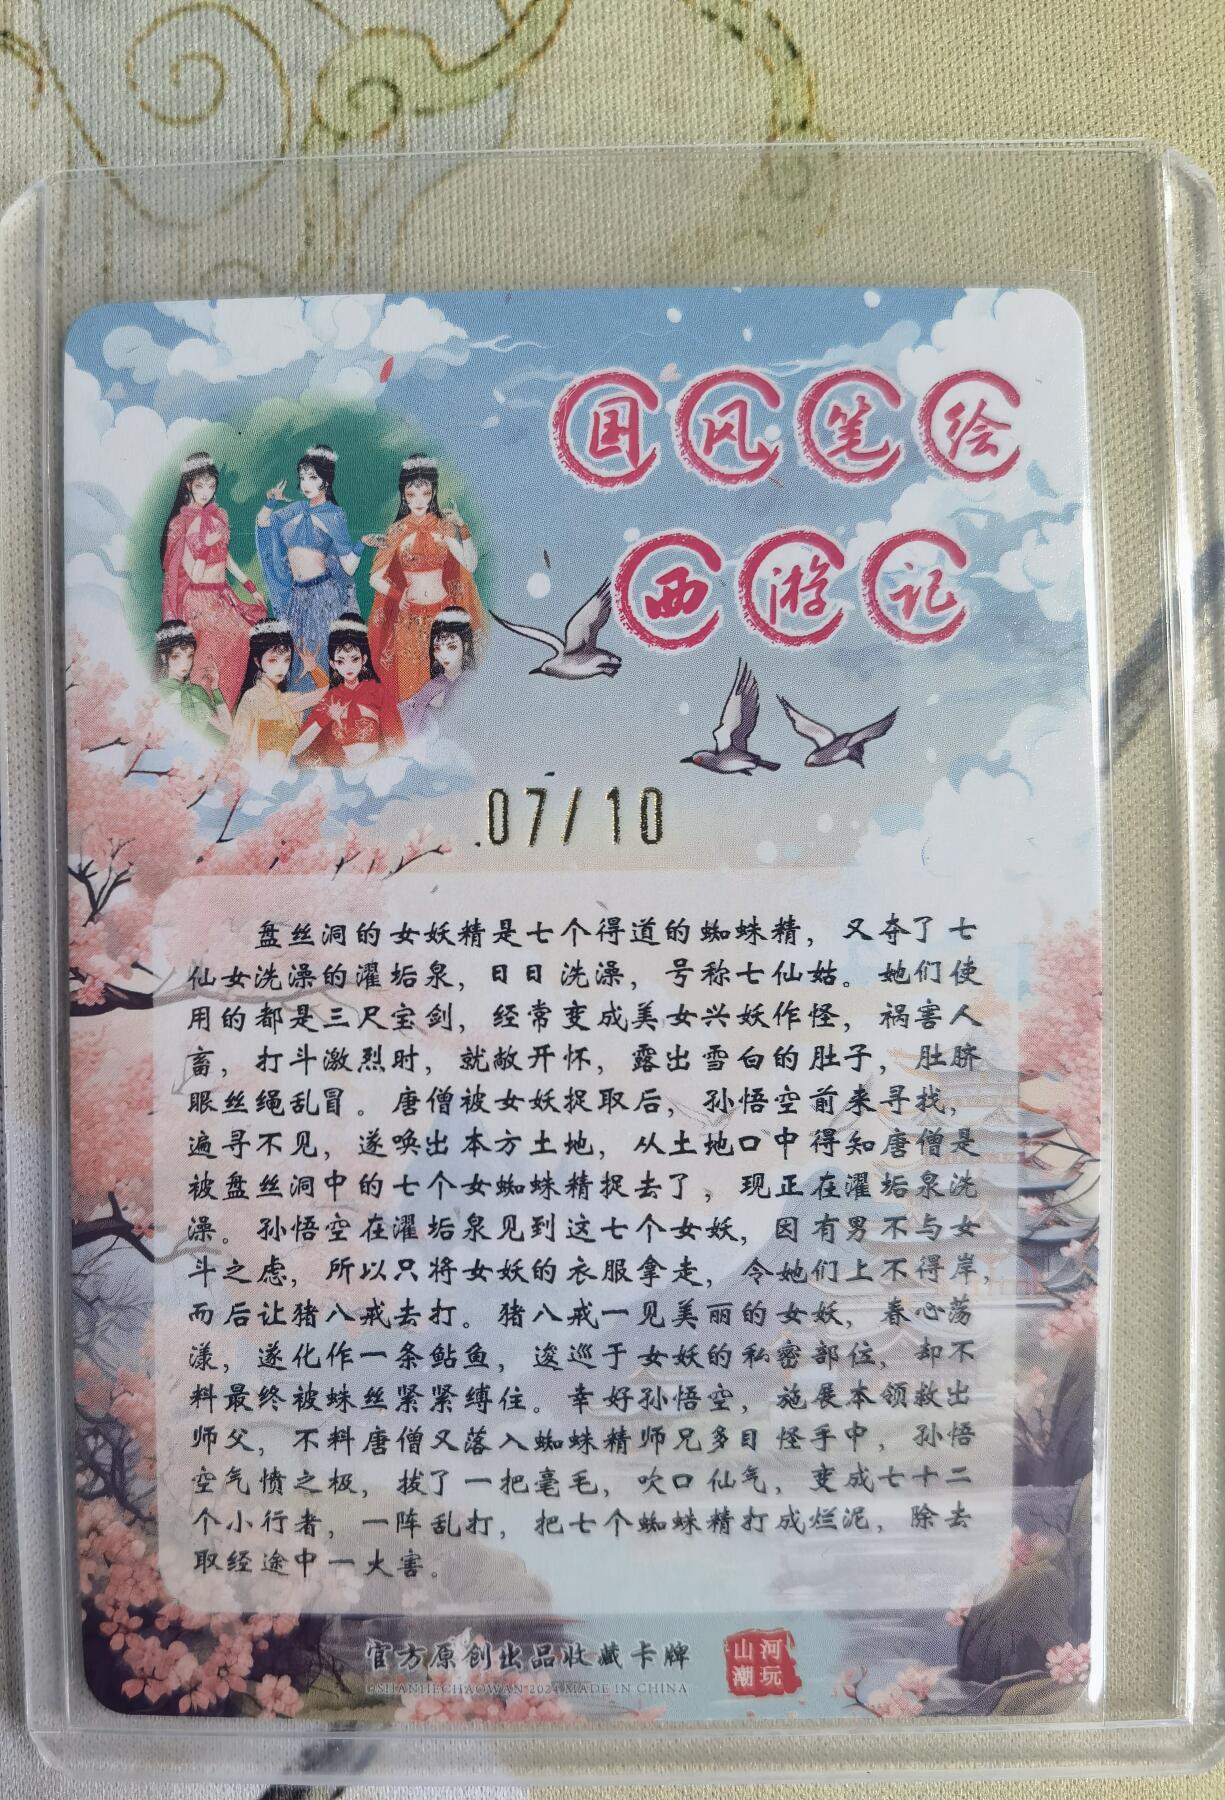 国风笔绘
西游记
07/10
盘丝洞的女妖精是七个得道的蜘蛛精，又夺了七
仙女洗澡的濯垢泉，日日洗澡，号称七仙姑。她们使
用的都是三尺宝剑，经常变成美女兴妖作怪，祸害人
畜，打斗激烈时，就敞开怀，露出雪白的肚子，肚脐
眼丝绳乱冒。唐僧被女妖捉取后，孙悟空前来寻找，
遍寻不见，遂唤出本方土地，从土地口中得知唐僧是
被盘丝洞中的七个女蜘蛛精捉去了，现正在濯垢泉洗
澡。孙悟空在濯垢泉见到这七个女妖，因有男不与女
斗之虑，所以只将女妖的衣服拿走，令她们上不得岸，
而后让猪八戒去打。猪八戒一见美丽的女妖，春心荡
漾，遂化作一条鲇鱼，逡巡于女妖的私密部位，却不
料最终被蛛丝紧紧缚住。幸好孙悟空，施展本领救出
师父，不料唐僧又落入蜘蛛精师兄多目怪手中，孙悟
空气愤之极，拔了一把毫毛，吹口仙气，变成七十二
个小行者，一阵乱打，把七个蜘蛛精打成烂泥，除去
取经途中一大害。
官方原创出品收藏卡牌
©SHANHECHAOWAN 2024 MADE IN CHINA
山河
潮玩